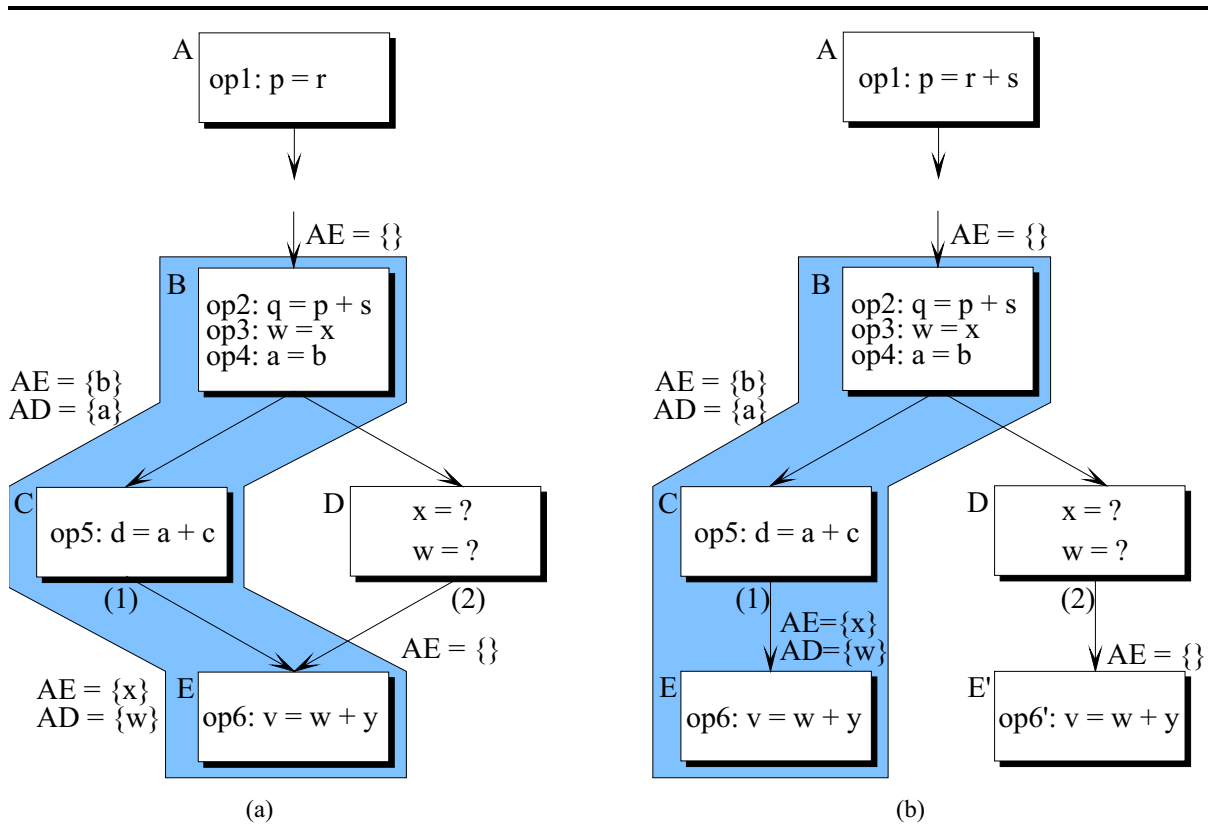 A
op1: p = r
AE = {}
B
op2: q = p + s
op3: w = x
op4: a = b
AE = {b}
AD = {a}
C
op5: d = a + c
D
x = ?
w = ?
(1)
(2)
AE = {}
AE = {x}
AD = {w}
E
op6: v = w + y
(a)
A
op1: p = r + s
AE = {}
B
op2: q = p + s
op3: w = x
op4: a = b
AE = {b}
AD = {a}
C
op5: d = a + c
D
x = ?
w = ?
(1)
(2)
AE={x}
AD={w}
AE = {}
E
op6: v = w + y
E'
op6': v = w + y
(b)